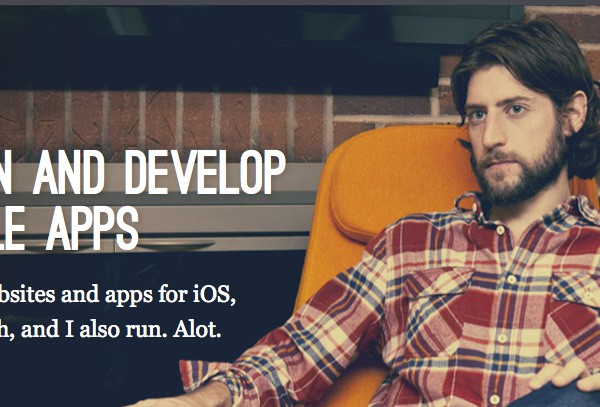 N AND DEVELOP
LE APPS
bsites and apps for iOS,
h, and I also run. Alot.